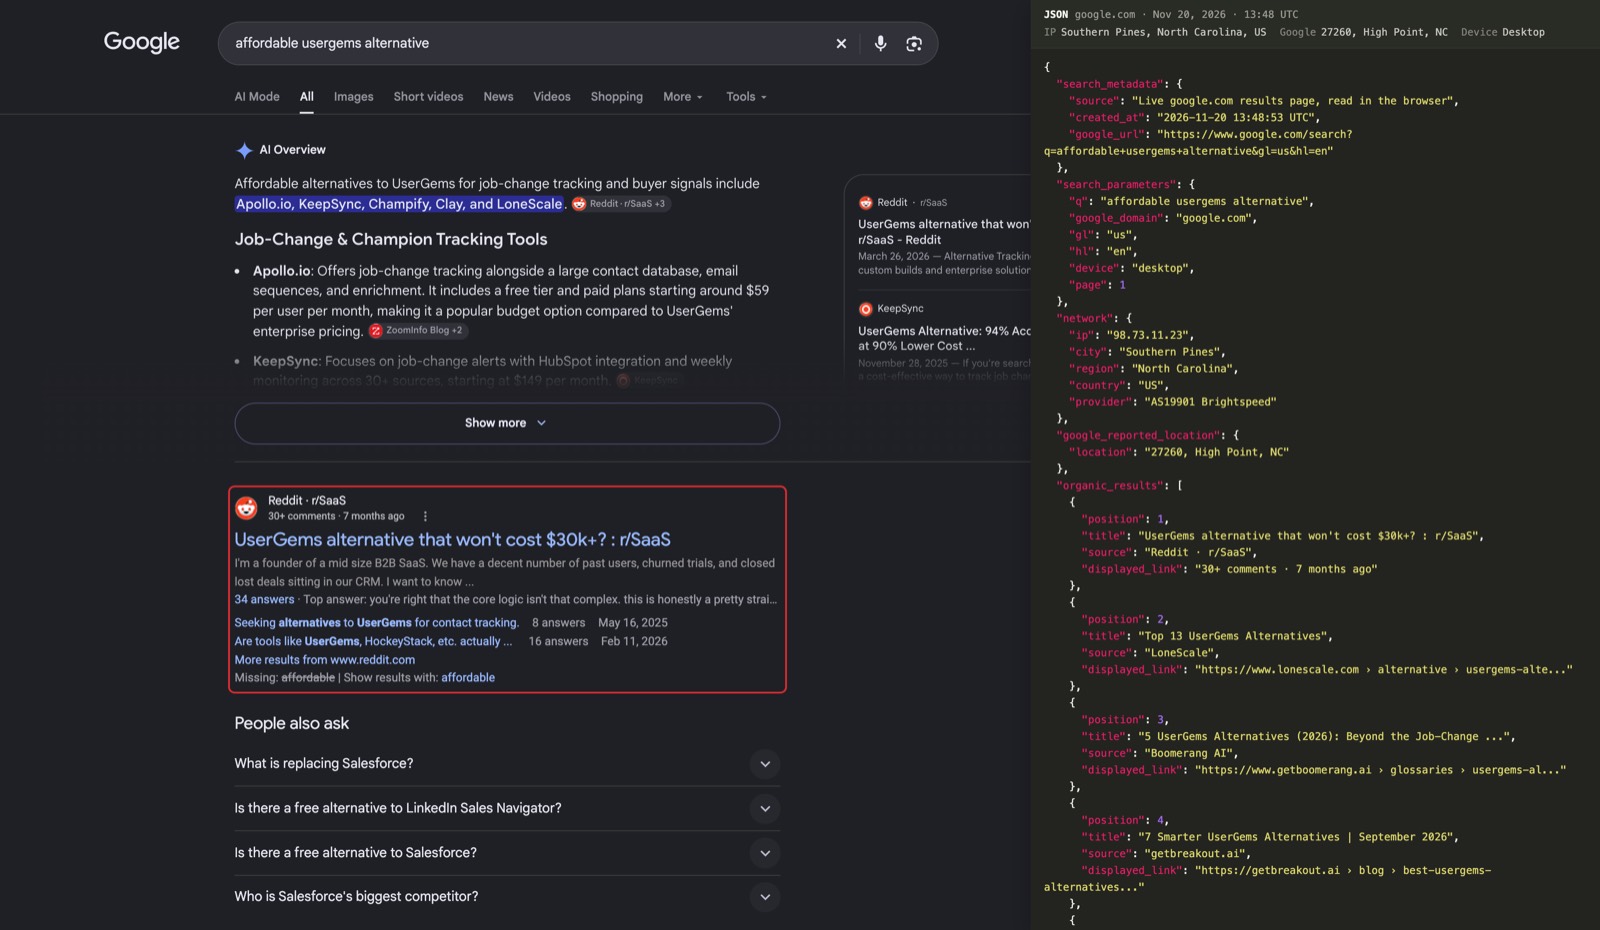 Google
affordable usergems alternative
AI Mode
All
Images
Short videos
News
Videos
Shopping
More
Tools
AI Overview
Affordable alternatives to UserGems for job-change tracking and buyer signals include
Apollo.io, KeepSync, Champify, Clay, and LoneScale. Reddit · r/SaaS +3
Job-Change & Champion Tracking Tools
• Apollo.io: Offers job-change tracking alongside a large contact database, email
sequences, and enrichment. It includes a free tier and paid plans starting around $59
per user per month, making it a popular budget option compared to UserGems'
enterprise pricing. Z ZoomInfo Blog +2
• KeepSync: Focuses on job-change alerts with HubSpot integration and weekly
monitoring across 30+ sources, starting at $149 per month. KeepSync
Show more
Reddit · r/SaaS
UserGems alternative that won'
r/SaaS - Reddit
March 26, 2026 — Alternative Trackin
custom builds and enterprise solution
KeepSync
UserGems Alternative: 94% Acc
at 90% Lower Cost ...
November 28, 2025 — If you're search
a cost-effective way to track job chan
Reddit · r/SaaS
30+ comments · 7 months ago
UserGems alternative that won't cost $30k+? : r/SaaS
I'm a founder of a mid size B2B SaaS. We have a decent number of past users, churned trials, and closed
lost deals sitting in our CRM. I want to know ...
34 answers · Top answer: you're right that the core logic isn't that complex. this is honestly a pretty strai...
Seeking alternatives to UserGems for contact tracking. 8 answers May 16, 2025
Are tools like UserGems, HockeyStack, etc. actually ... 16 answers Feb 11, 2026
More results from www.reddit.com
Missing: affordable | Show results with: affordable
People also ask
What is replacing Salesforce?
Is there a free alternative to LinkedIn Sales Navigator?
Is there a free alternative to Salesforce?
Who is Salesforce's biggest competitor?
JSON google.com · Nov 20, 2026 · 13:48 UTC
IP Southern Pines, North Carolina, US Google 27260, High Point, NC Device Desktop
{
"search_metadata": {
"source": "Live google.com results page, read in the browser",
"created_at": "2026-11-20 13:48:53 UTC",
"google_url": "https://www.google.com/search?
q=affordable+usergems+alternative&gl=us&hl=en"
},
"search_parameters": {
"q": "affordable usergems alternative",
"google_domain": "google.com",
"gl": "us",
"hl": "en",
"device": "desktop",
"page": 1
},
"network": {
"ip": "98.73.11.23",
"city": "Southern Pines",
"region": "North Carolina",
"country": "US",
"provider": "AS19901 Brightspeed"
},
"google_reported_location": {
"location": "27260, High Point, NC"
},
"organic_results": [
{
"position": 1,
"title": "UserGems alternative that won't cost $30k+? : r/SaaS",
"source": "Reddit · r/SaaS",
"displayed_link": "30+ comments · 7 months ago"
},
{
"position": 2,
"title": "Top 13 UserGems Alternatives",
"source": "LoneScale",
"displayed_link": "https://www.lonescale.com › alternative › usergems-alte..."
},
{
"position": 3,
"title": "5 UserGems Alternatives (2026): Beyond the Job-Change ...",
"source": "Boomerang AI",
"displayed_link": "https://www.getboomerang.ai › glossaries › usergems-al..."
},
{
"position": 4,
"title": "7 Smarter UserGems Alternatives | September 2026",
"source": "getbreakout.ai",
"displayed_link": "https://getbreakout.ai › blog › best-usergems-
alternatives..."
},
{